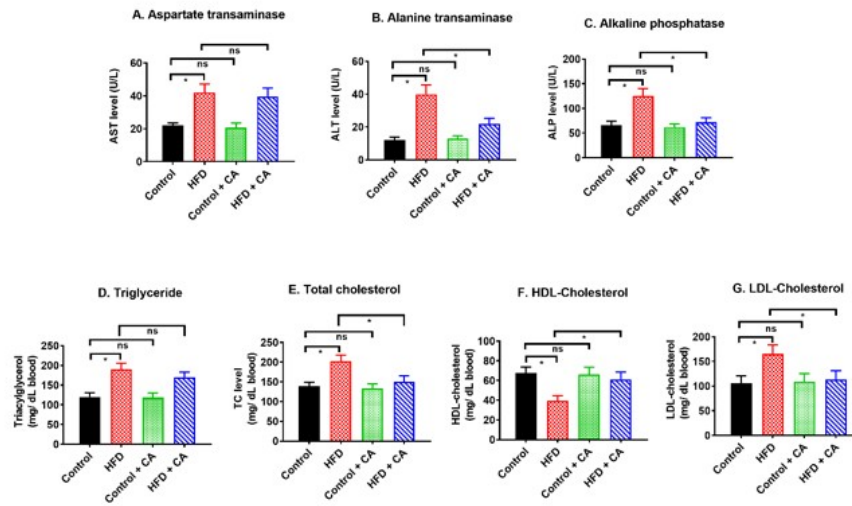 A. Aspartate transaminase
ns
ns
*
AST level (U/L)
60
40
20
0
Control
HFD
Control + CA
HFD + CA
B. Alanine transaminase
*
ns
*
ALT level (U/L)
60
40
20
0
Control
HFD
Control + CA
HFD + CA
C. Alkaline phosphatase
*
ns
*
ALP level (U/L)
200
150
100
50
0
Control
HFD
Control + CA
HFD + CA
D. Triglyceride
ns
ns
*
Triacylglycerol
(mg/ dL blood)
250
200
150
100
50
0
Control
HFD
Control + CA
HFD + CA
E. Total cholesterol
*
ns
*
TC level
(mg/ dL blood)
250
200
150
100
50
0
Control
HFD
Control + CA
HFD + CA
F. HDL-Cholesterol
*
ns
*
HDL-cholesterol
(mg/ dL blood)
100
80
60
40
20
0
Control
HFD
Control + CA
HFD + CA
G. LDL-Cholesterol
*
ns
*
LDL-cholesterol
(mg/ dL blood)
200
150
100
50
0
Control
HFD
Control + CA
HFD + CA